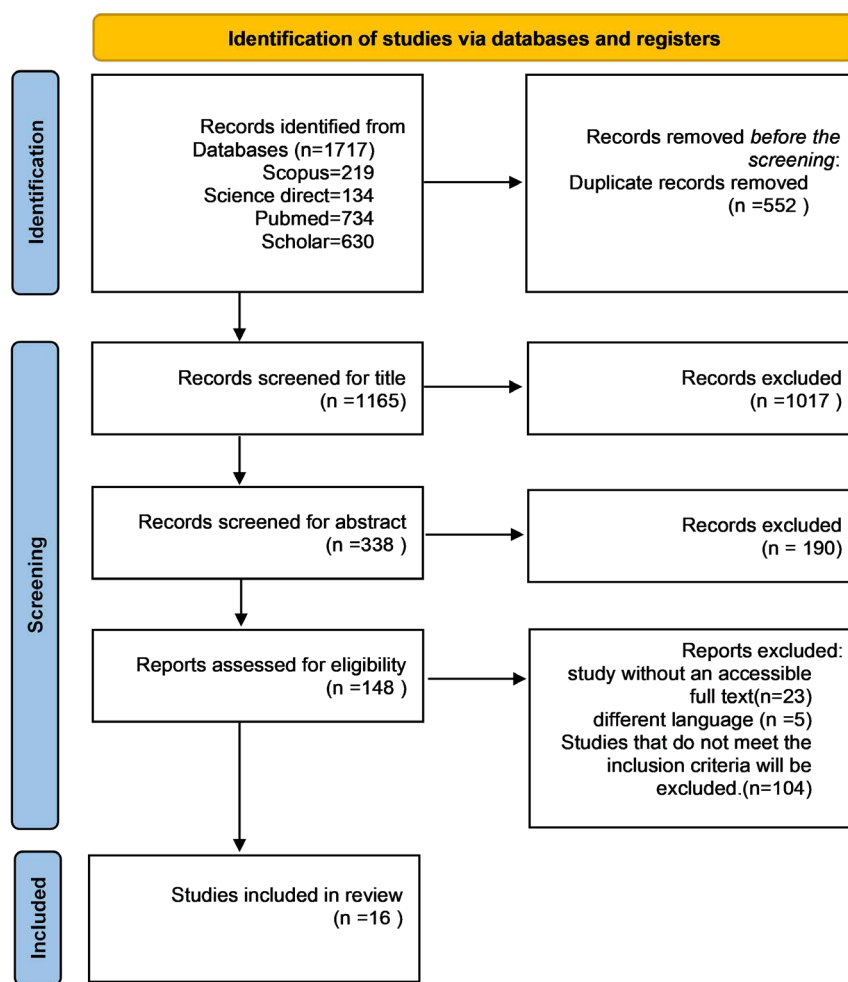 Identification of studies via databases and registers
Identification
Records identified from
Databases (n=1717)
Scopus=219
Science direct=134
Pubmed=734
Scholar=630
Records removed before the
screening:
Duplicate records removed
(n =552 )
Screening
Records screened for title
(n =1165)
Records excluded
(n =1017 )
Records screened for abstract
(n =338 )
Records excluded
(n = 190)
Reports assessed for eligibility
(n =148 )
Reports excluded:
study without an accessible
full text(n=23)
different language (n =5)
Studies that do not meet the
inclusion criteria will be
excluded.(n=104)
Included
Studies included in review
(n =16 )